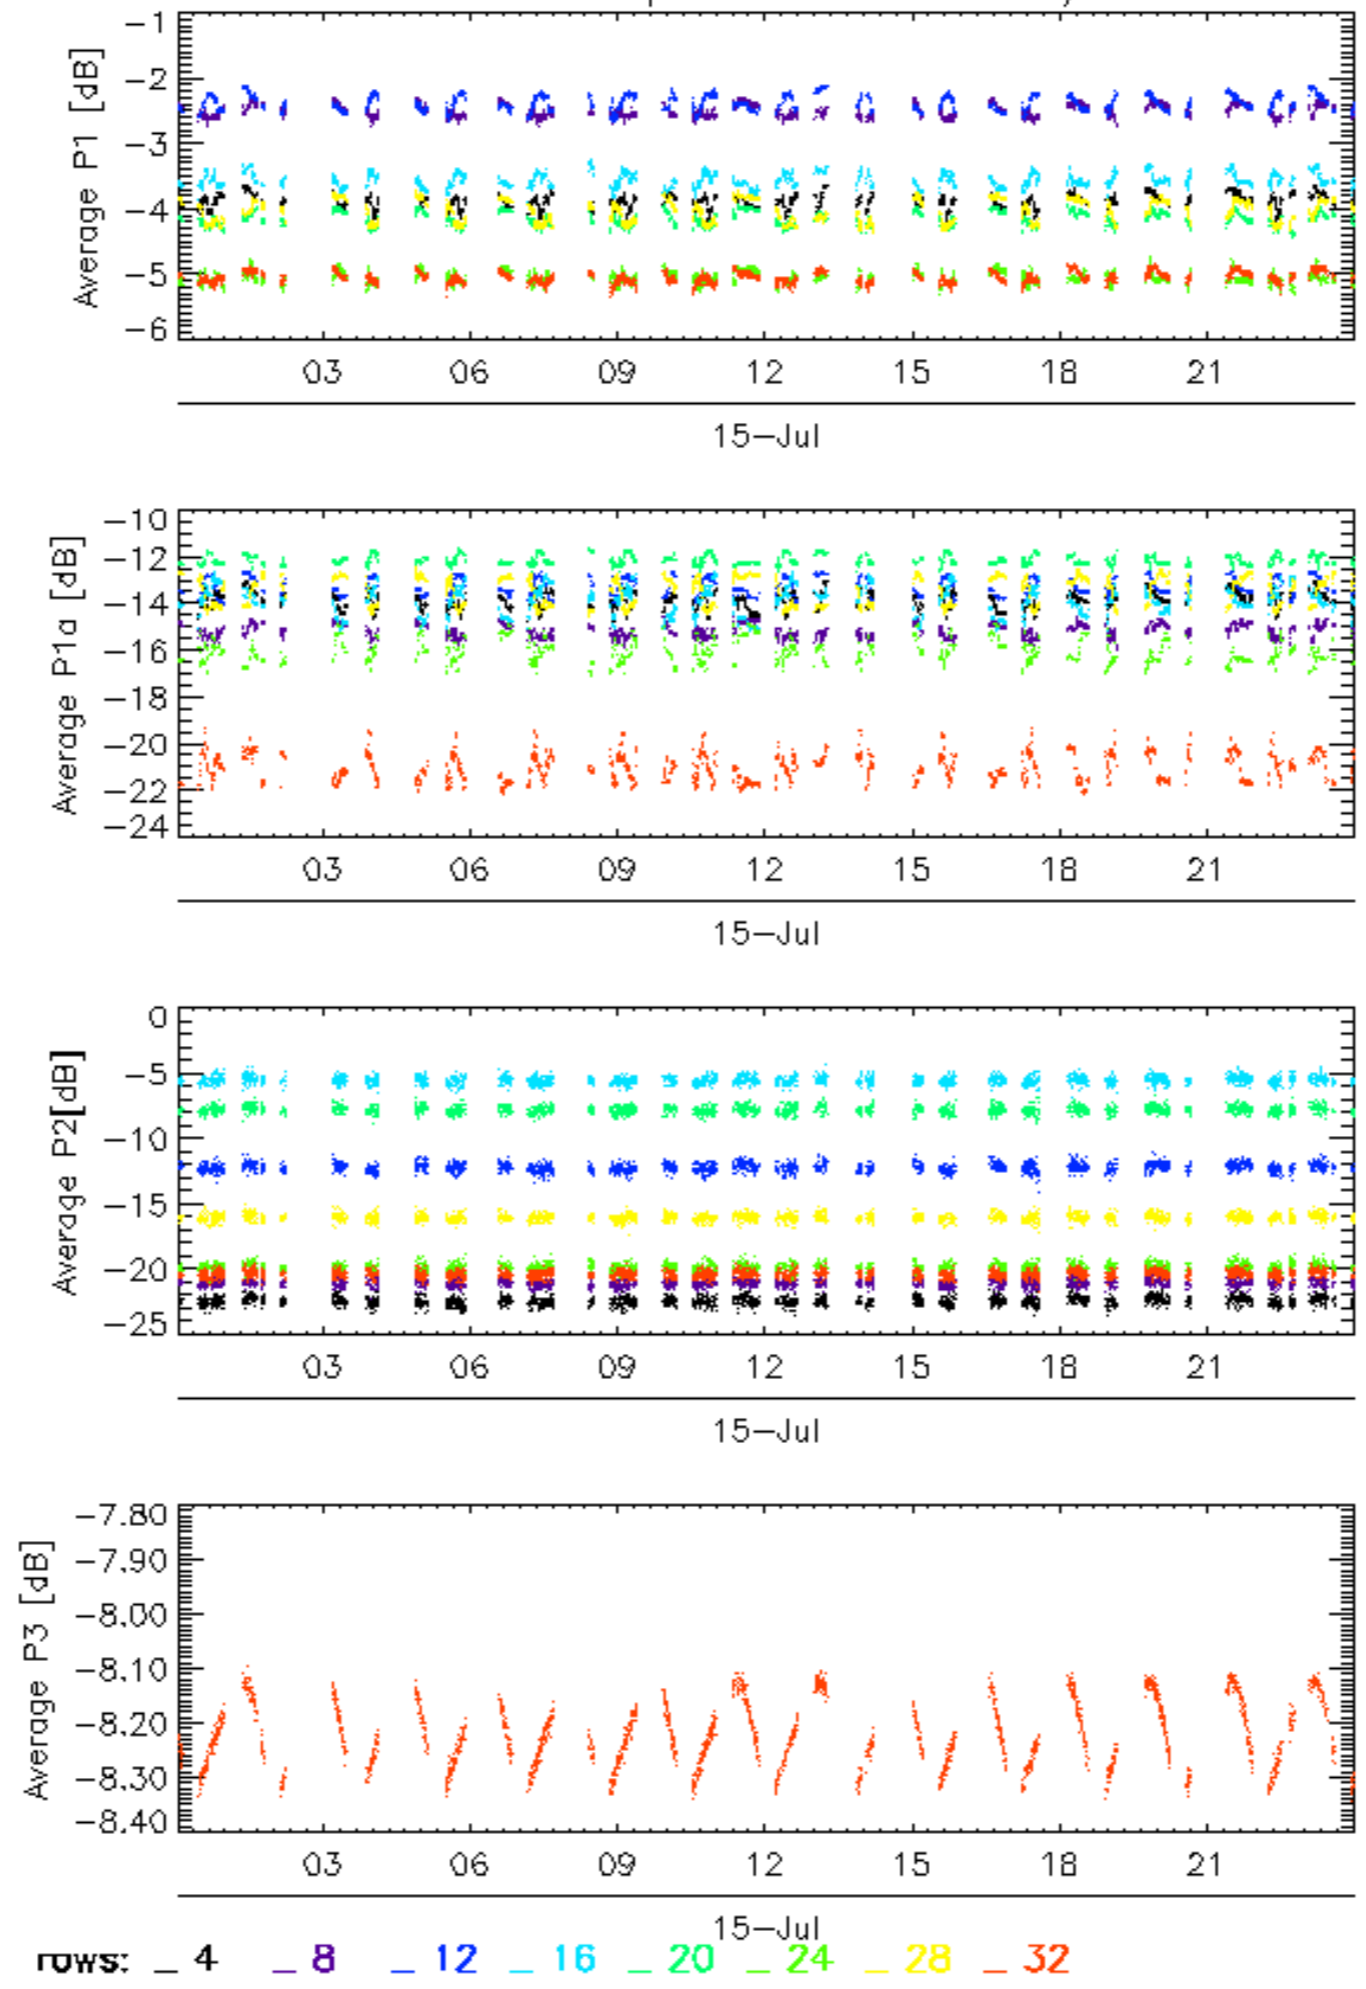 Average P1 [dB]
−1
−2
−3
−4
−5
−6
03 06 09 12 15 18 21
15−Jul
Average P1a [dB]
−10
−12
−14
−16
−18
−20
−22
−24
03 06 09 12 15 18 21
15−Jul
Average P2[dB]
0
−5
−10
−15
−20
−25
03 06 09 12 15 18 21
15−Jul
Average P3 [dB]
−7.80
−7.90
−8.00
−8.10
−8.20
−8.30
−8.40
03 06 09 12 15 18 21
15−Jul
rows: _ 4 _ 8 _ 12 _ 16 _ 20 _ 24 _ 28 _ 32